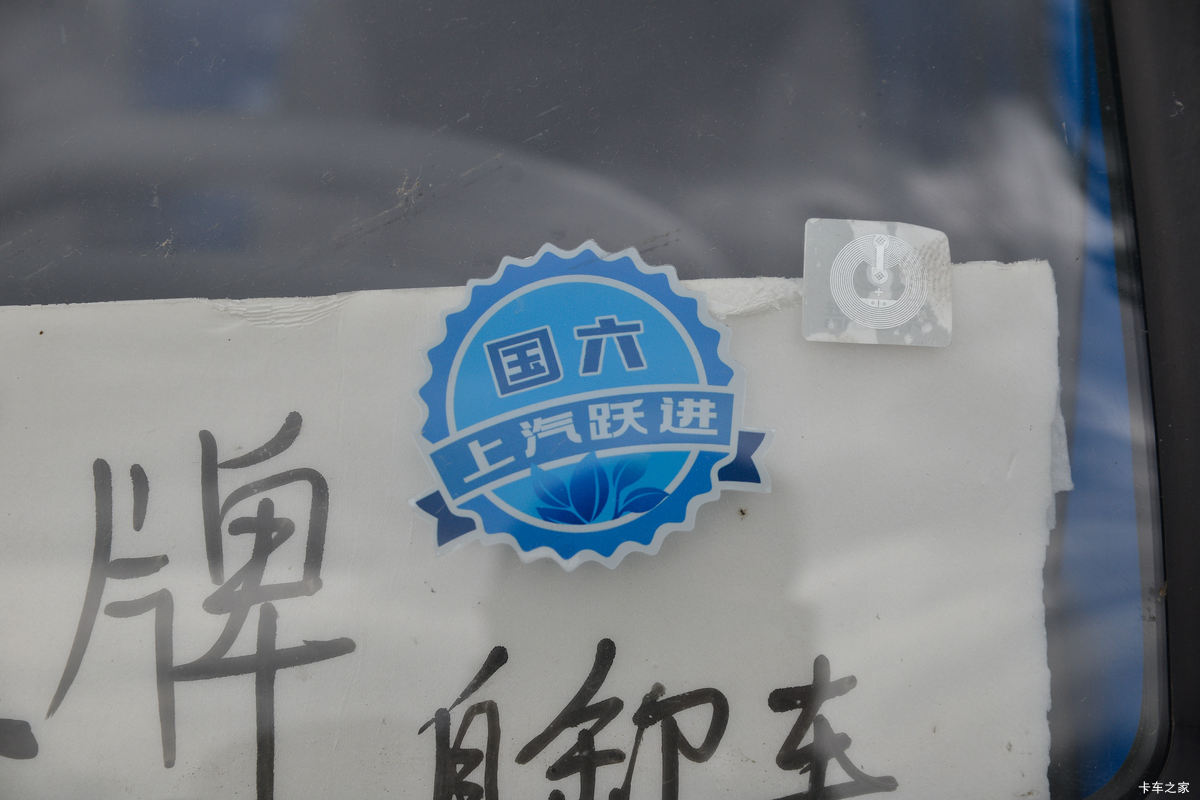 国六
上汽跃进
牌
自卸车
卡车之家